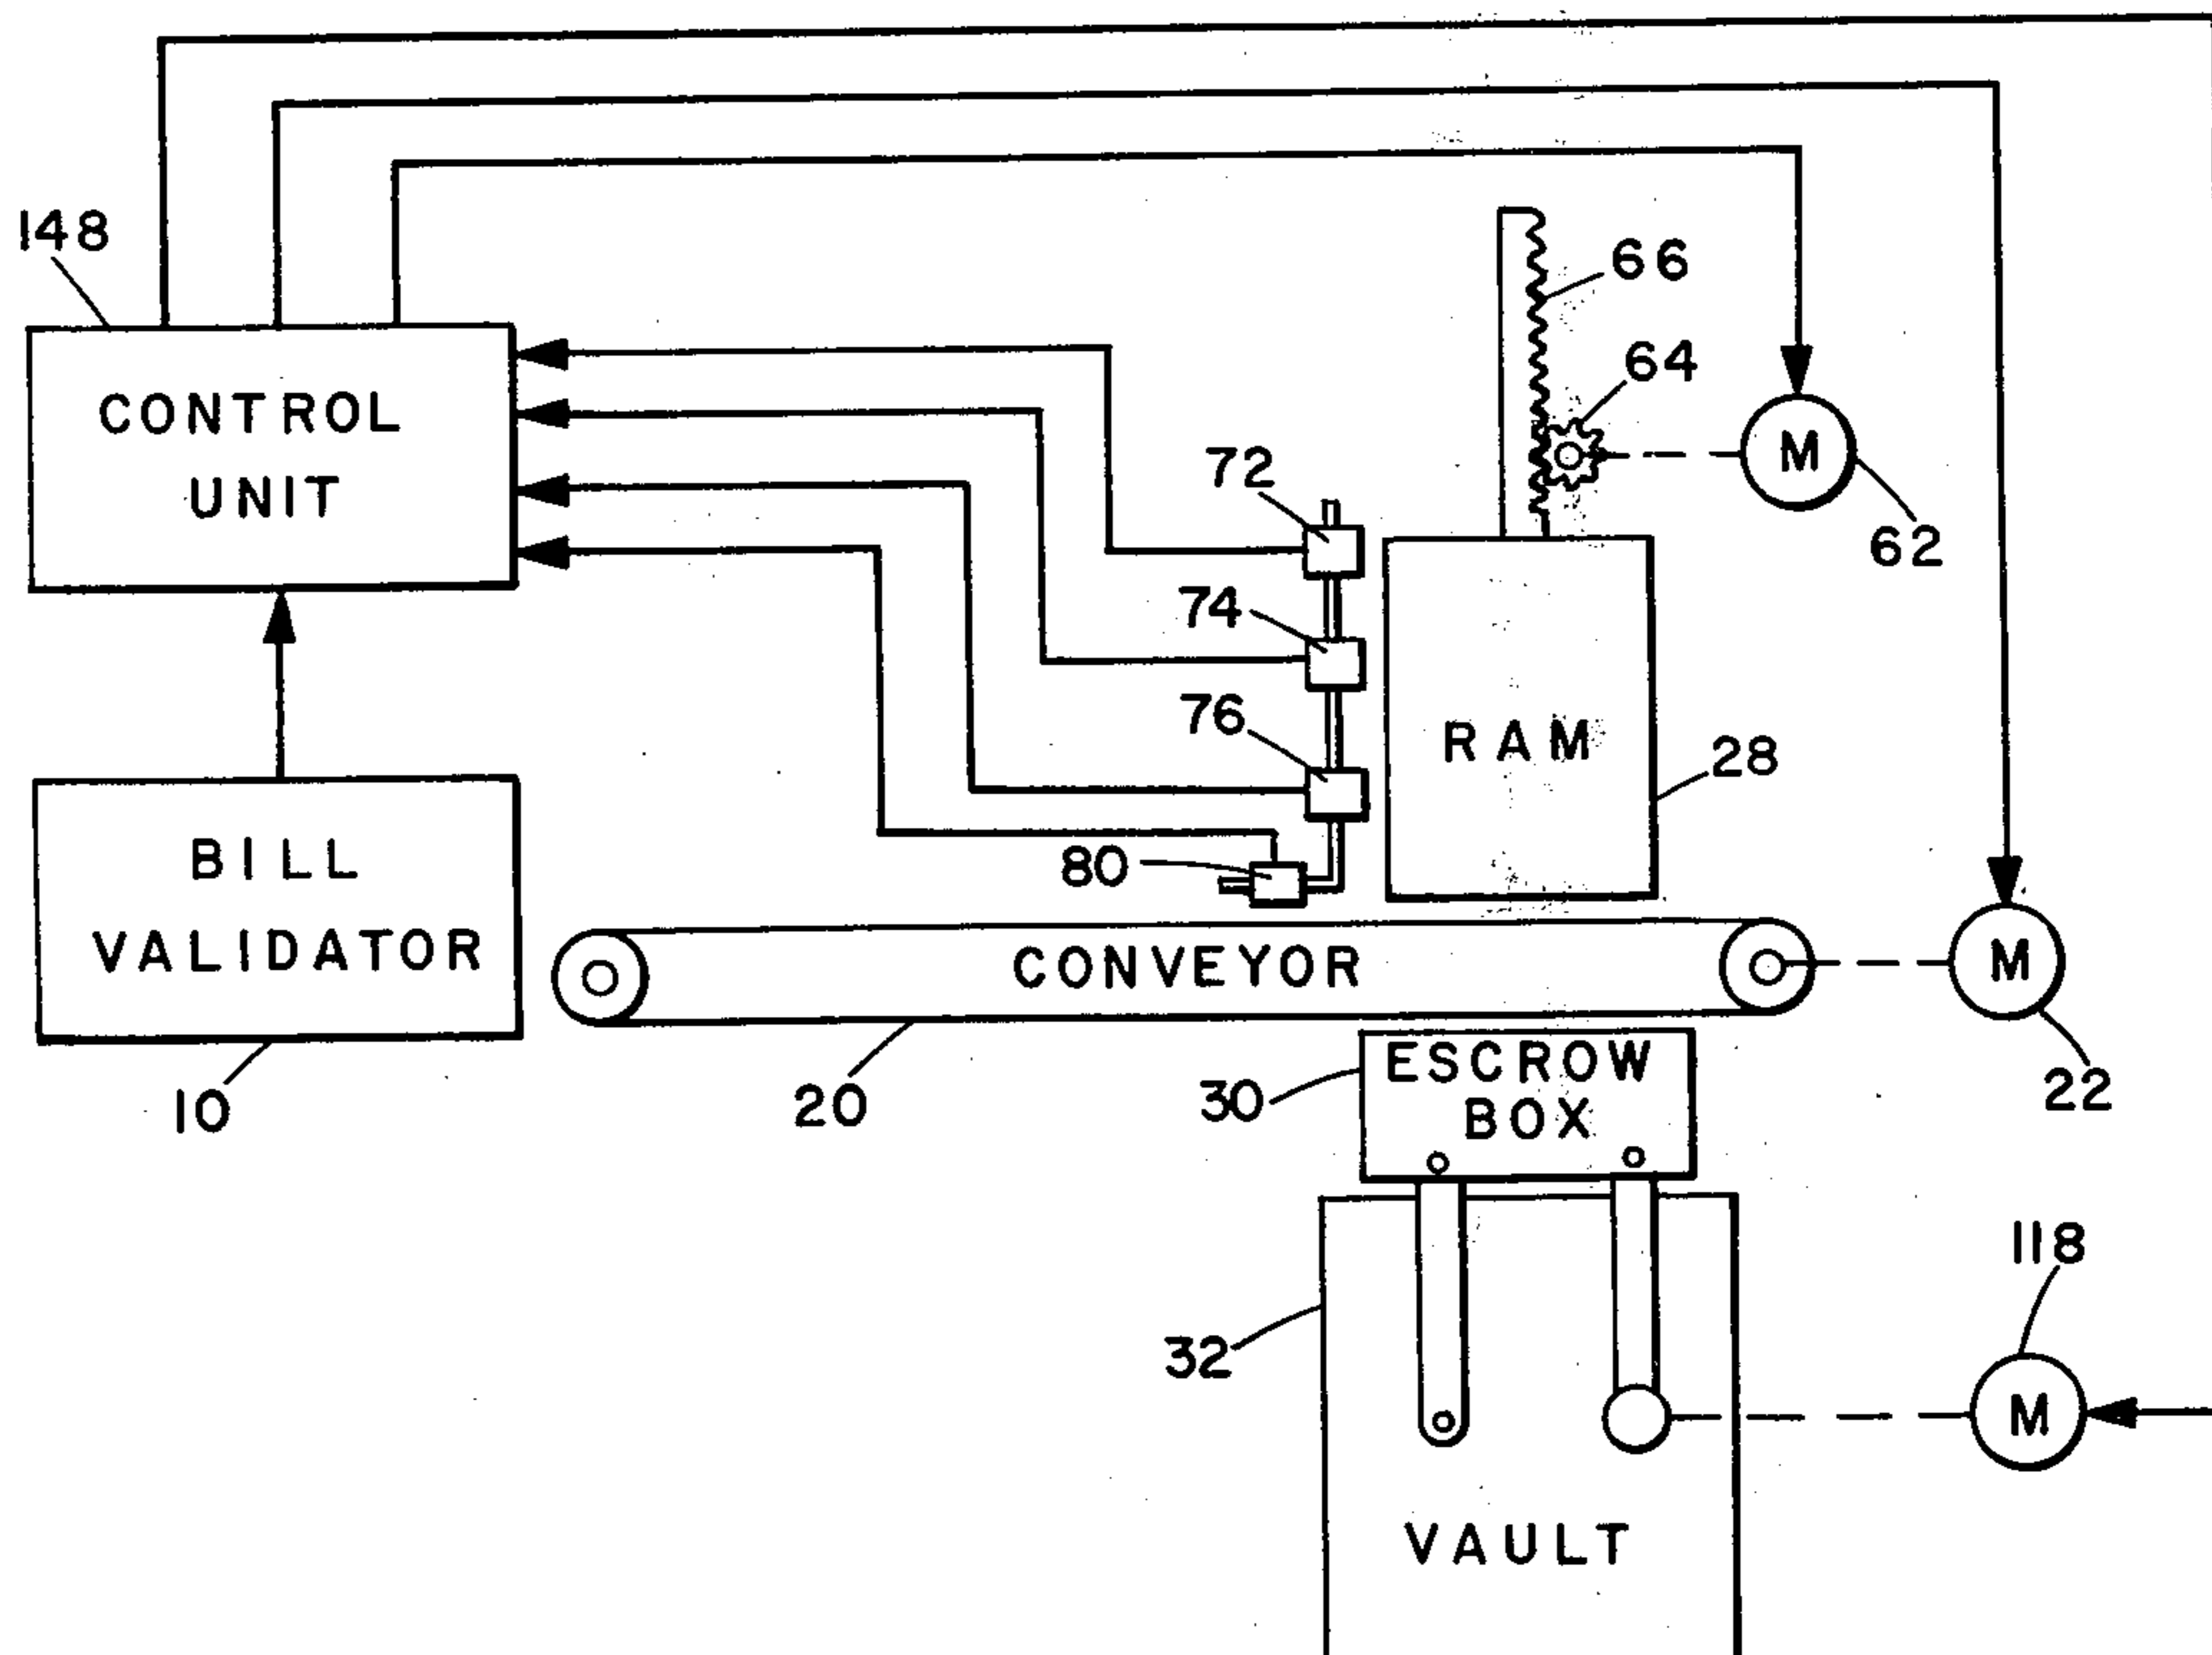 148
CONTROL
UNIT
66
64
M
62
72
74
76
80
RAM
28
BILL
VALIDATOR
10
CONVEYOR
20
M
22
ESCROW
BOX
30
32
118
M
VAULT